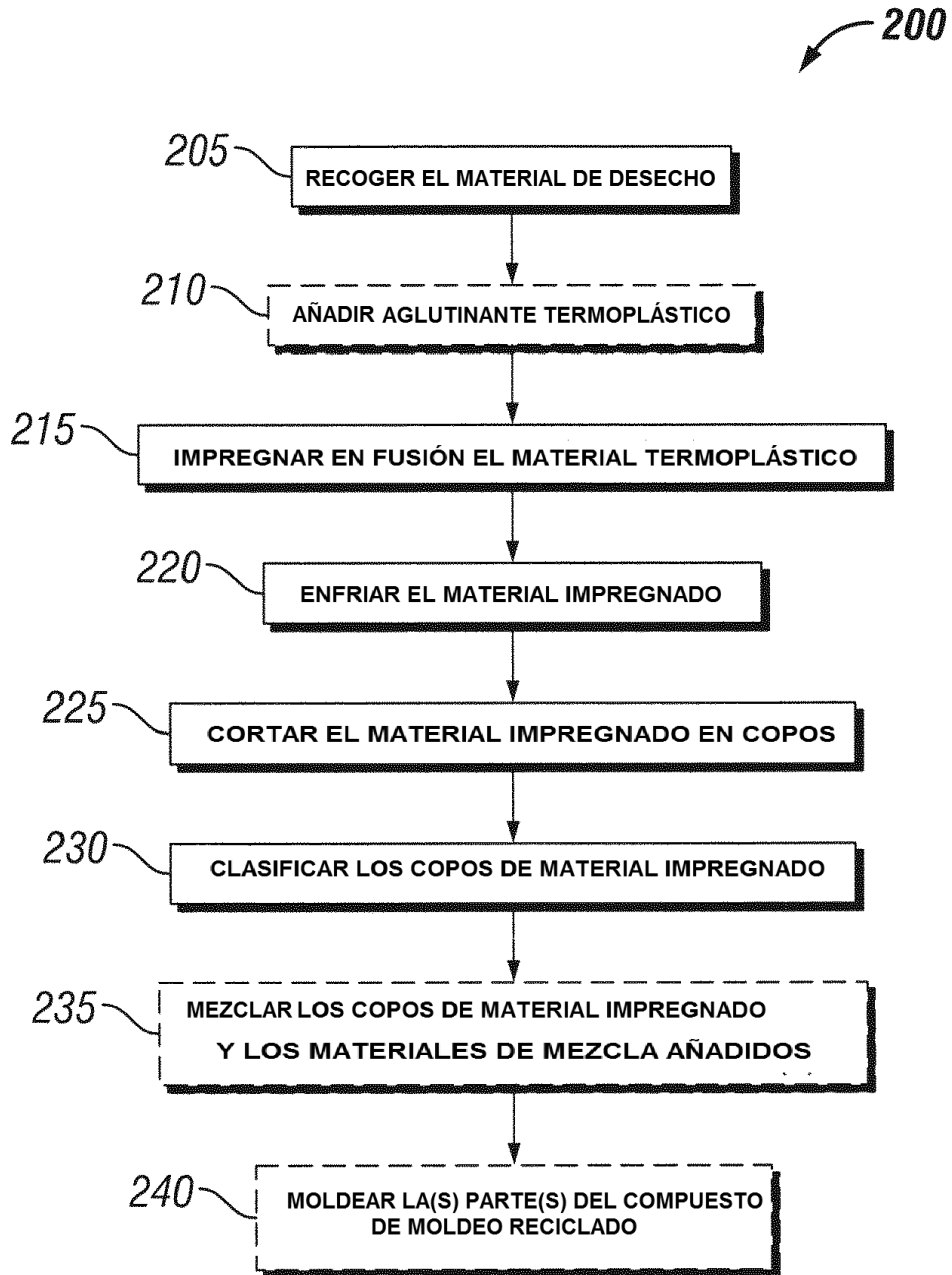 200
205
RECOGER EL MATERIAL DE DESECHO
210
AÑADIR AGLUTINANTE TERMOPLÁSTICO
215
IMPREGNAR EN FUSIÓN EL MATERIAL TERMOPLÁSTICO
220
ENFRIAR EL MATERIAL IMPREGNADO
225
CORTAR EL MATERIAL IMPREGNADO EN COPOS
230
CLASIFICAR LOS COPOS DE MATERIAL IMPREGNADO
235
MEZCLAR LOS COPOS DE MATERIAL IMPREGNADO
Y LOS MATERIALES DE MEZCLA AÑADIDOS
240
MOLDEAR LA(S) PARTE(S) DEL COMPUESTO
DE MOLDEO RECICLADO